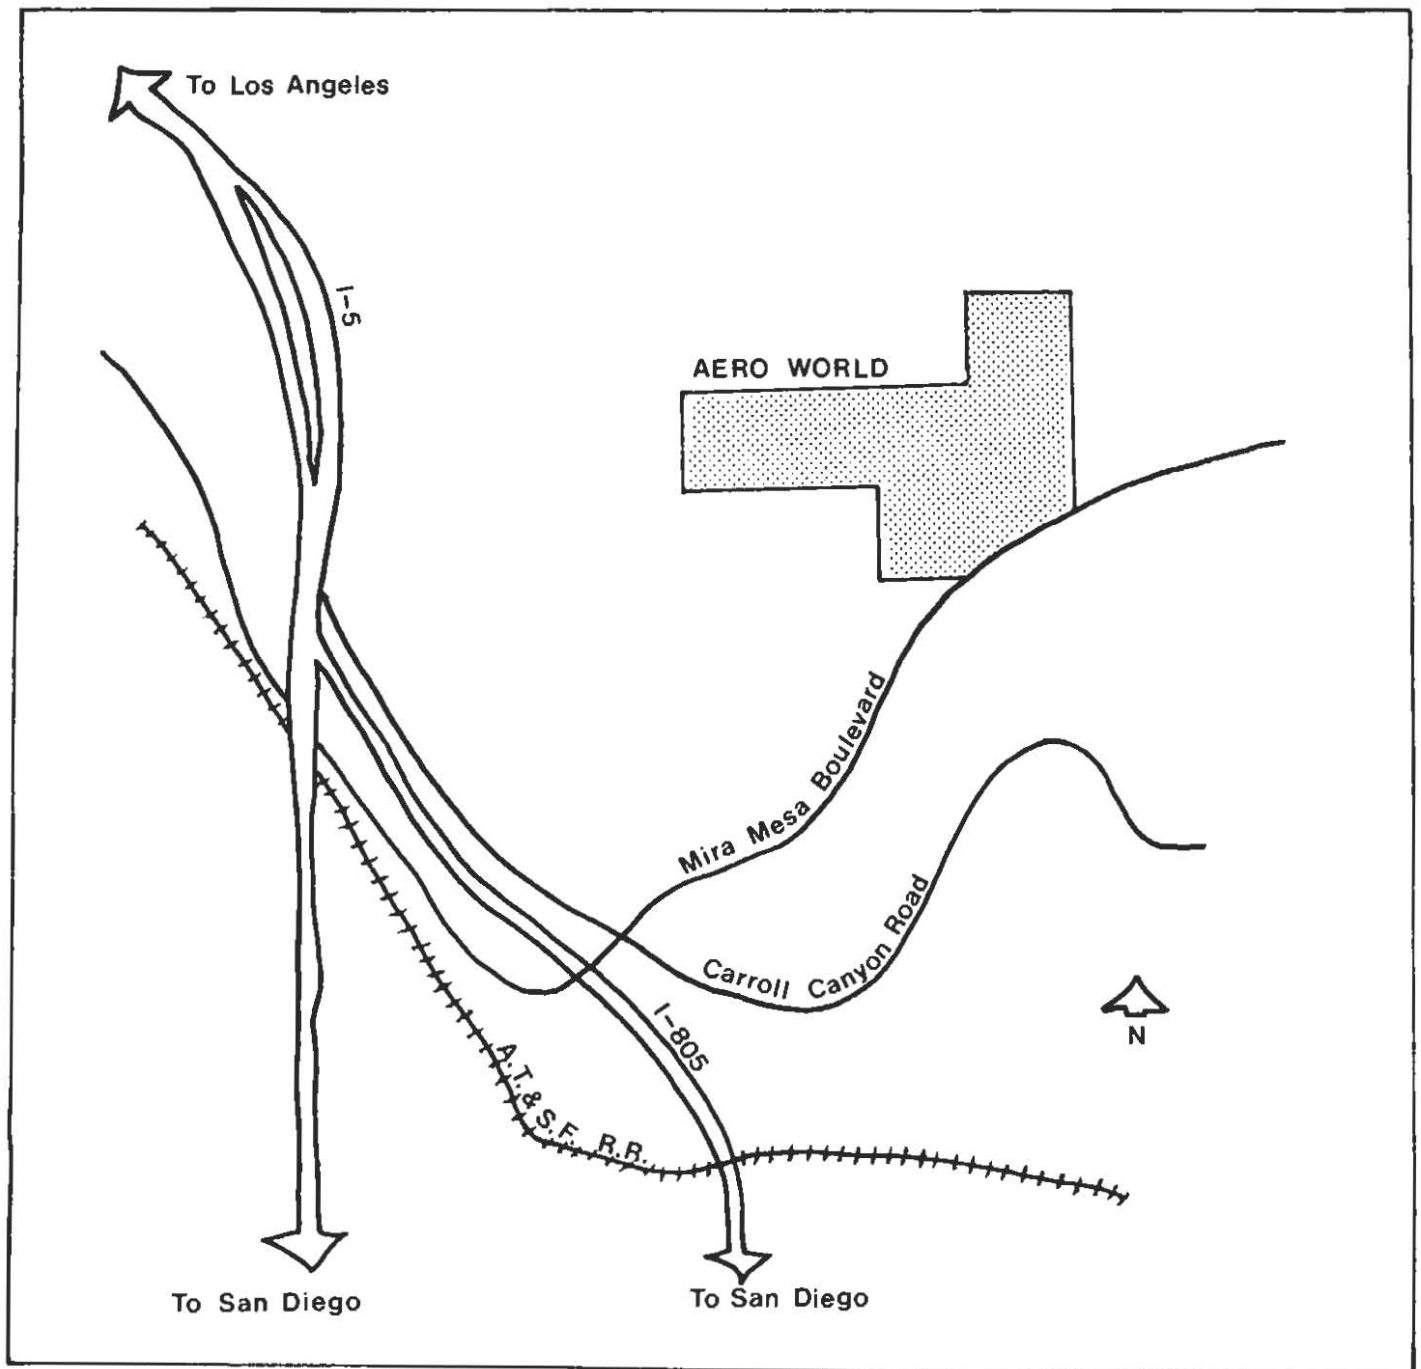 To Los Angeles
I-5
AERO WORLD
Mira Mesa Boulevard
Carroll Canyon Road
I-805
N
A.T.&S.F. R.R.
To San Diego
To San Diego